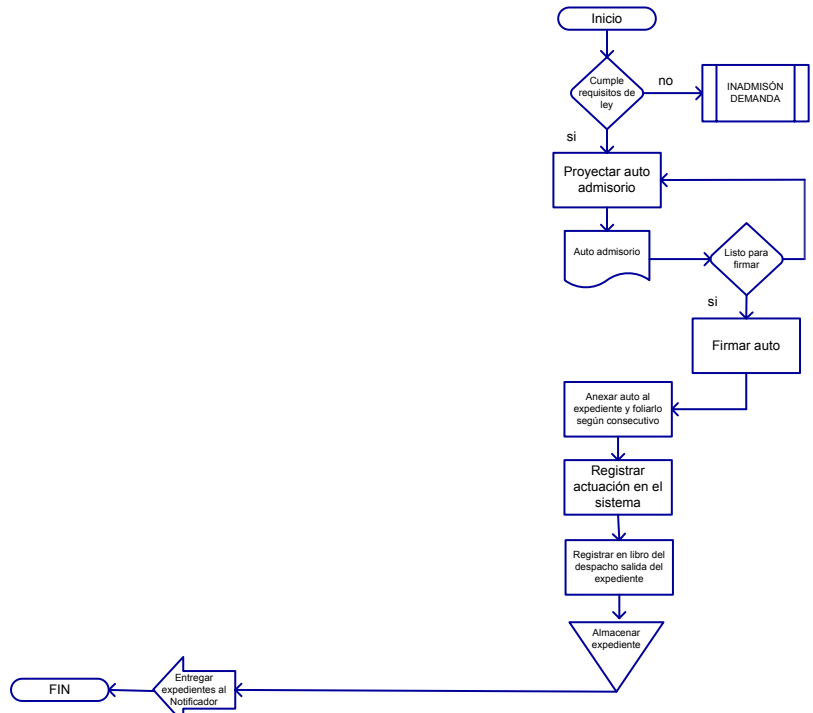 Inicio
Cumple
requisitos de
ley
no
INADMISÓN
DEMANDA
si
Proyectar auto
admisorio
Auto admisorio
Listo para
firmar
si
Firmar auto
Anexar auto al
expediente y foliarlo
según consecutivo
Registrar
actuación en el
sistema
Registrar en libro del
despacho salida del
expediente
Almacenar
expediente
Entregar
expedientes al
Notificador
FIN